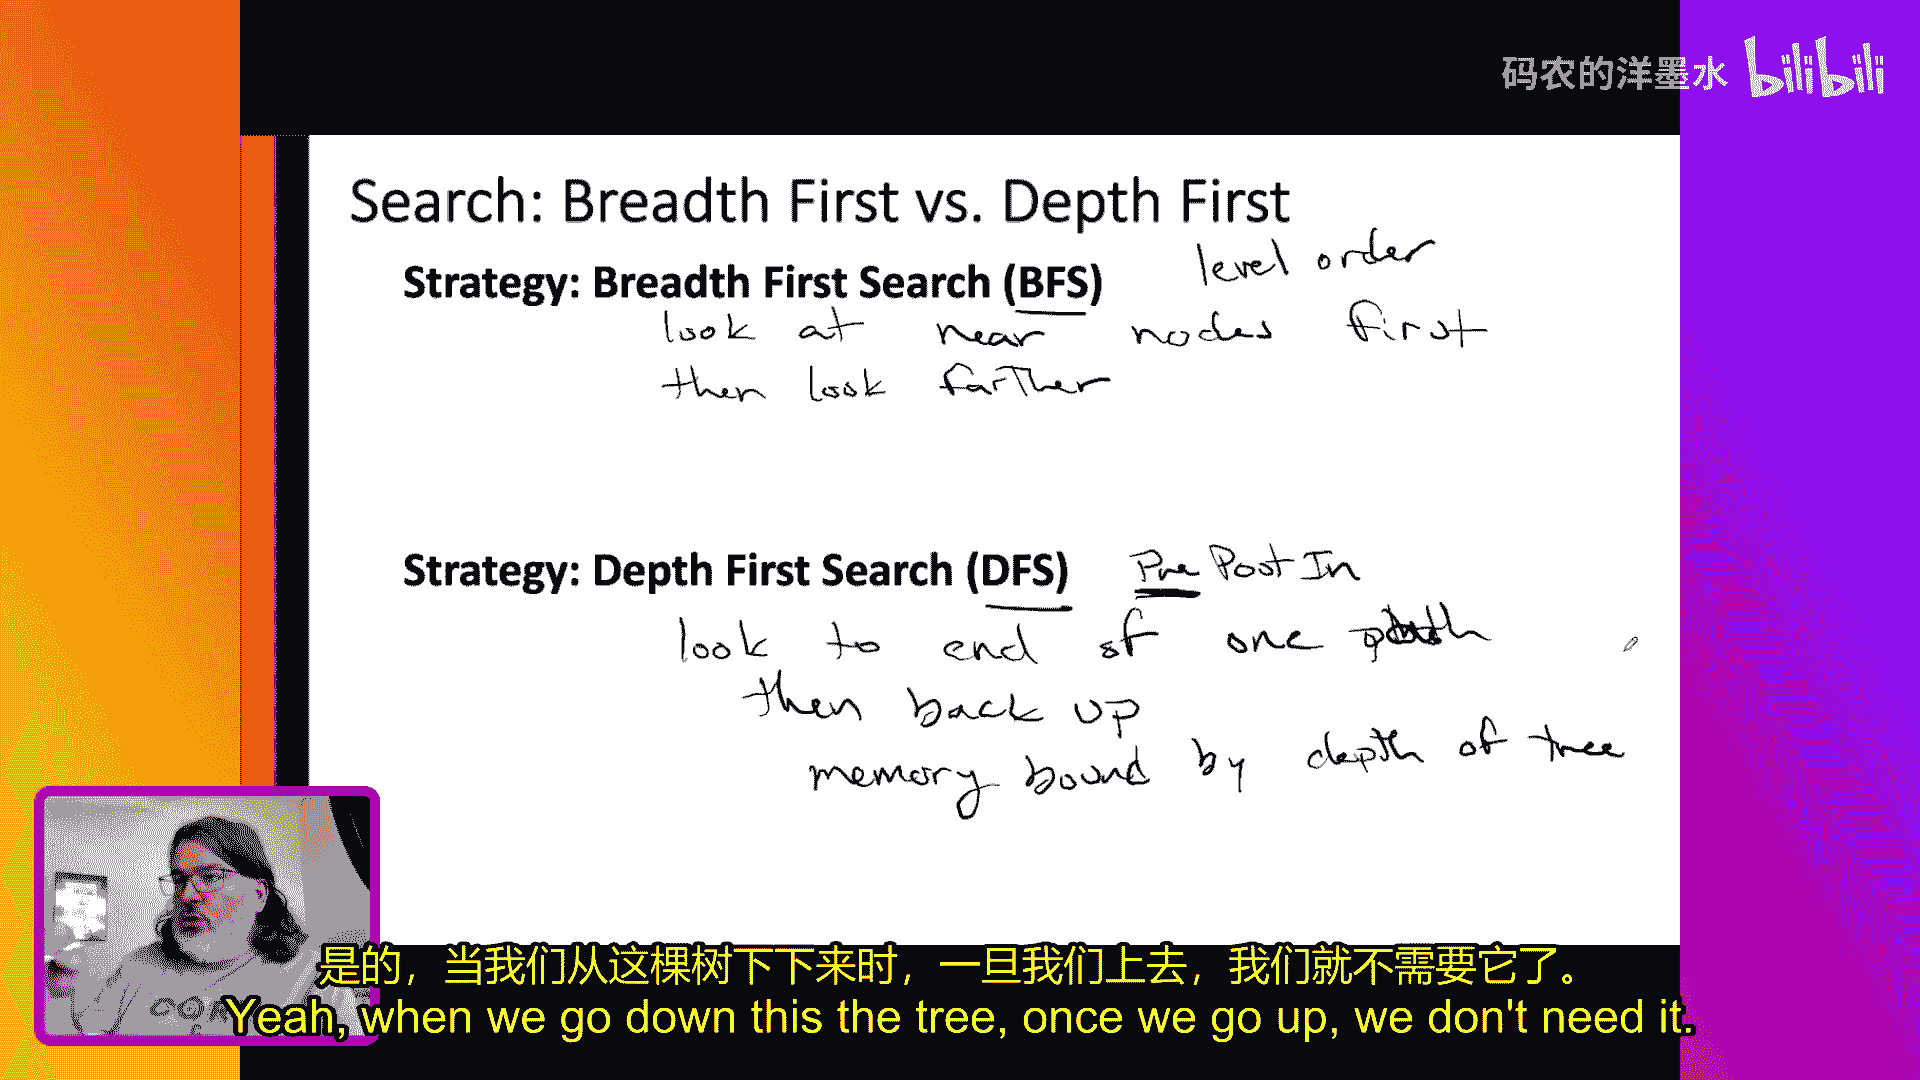 码农的洋墨水 bilibili
Search: Breadth First vs. Depth First
level order
Strategy: Breadth First Search (BFS)
look at near nodes first
then look farther
Strategy: Depth First Search (DFS) Pre Post In
look to end of one path
then back up
memory bound by depth of tree
是的，当我们从这棵树下下来时，一旦我们上去，我们就不需要它了。
Yeah, when we go down this the tree, once we go up, we don't need it.